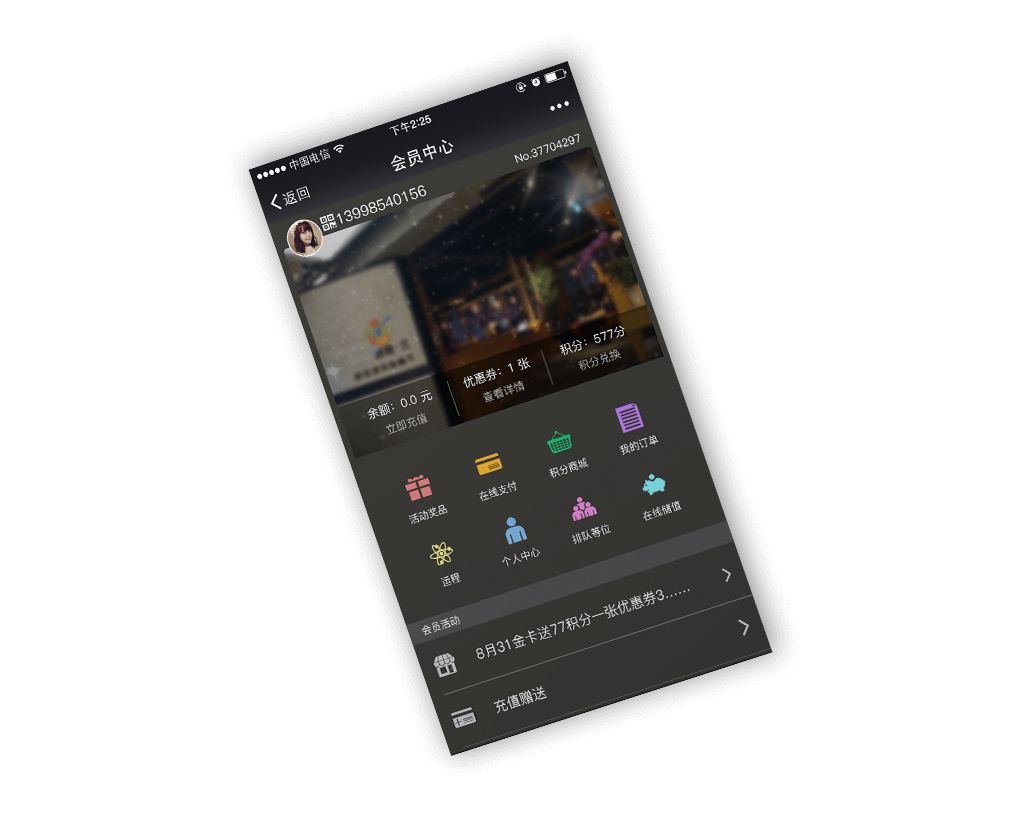 中国电信 下午2:25
返回 会员中心
13998540156 No.37704297
余额：0.0 元 优惠券：1 张 积分：577分
立即充值 查看详情 积分兑换
活动奖品 在线支付 积分商城 我的订单
运程 个人中心 排队等位 在线储值
会员活动
8月31金卡送77积分一张优惠券3......
充值赠送